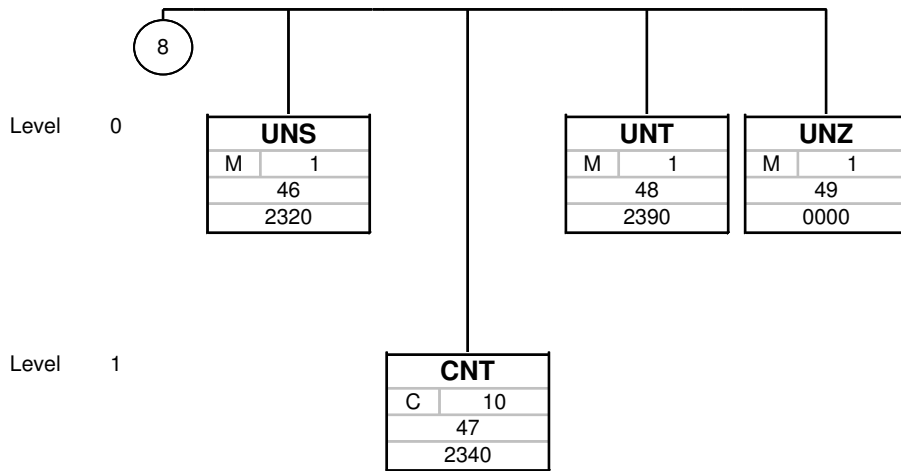 8
Level 0
UNS
M 1
46
2320
UNT
M 1
48
2390
UNZ
M 1
49
0000
Level 1
CNT
C 10
47
2340